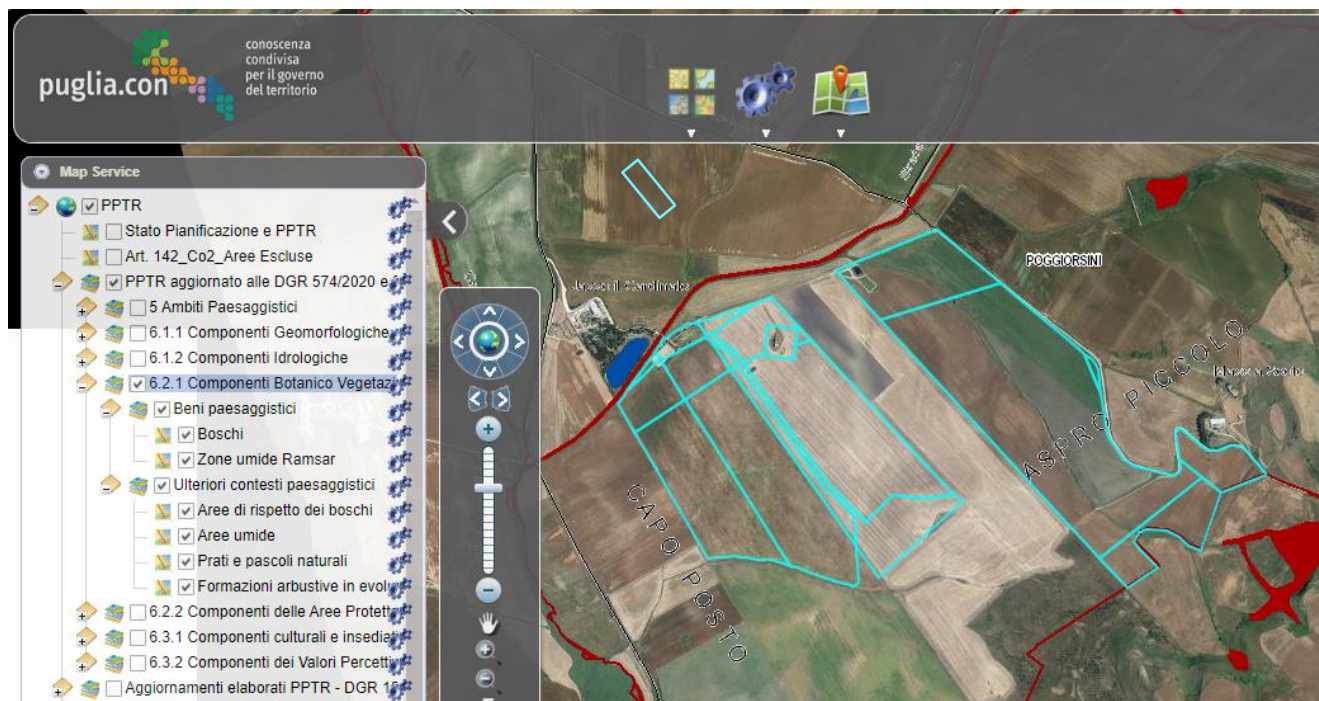 puglia.con
conoscenza
condivisa
per il governo
del territorio
Map Service
PPTR
Stato Pianificazione e PPTR
Art. 142_Co2_Aree Escluse
PPTR aggiornato alle DGR 574/2020 e
5 Ambiti Paesaggistici
6.1.1 Componenti Geomorfologiche
6.1.2 Componenti Idrologiche
6.2.1 Componenti Botanico Vegetaz
Beni paesaggistici
Boschi
Zone umide Ramsar
Ulteriori contesti paesaggistici
Aree di rispetto dei boschi
Aree umide
Prati e pascoli naturali
Formazioni arbustive in evolu
6.2.2 Componenti delle Aree Protett
6.3.1 Componenti culturali e insedia
6.3.2 Componenti dei Valori Percetti
Aggiornamenti elaborati PPTR - DGR
POGGIORSINI
ASPRO PICCOLO
CAPO POSTO